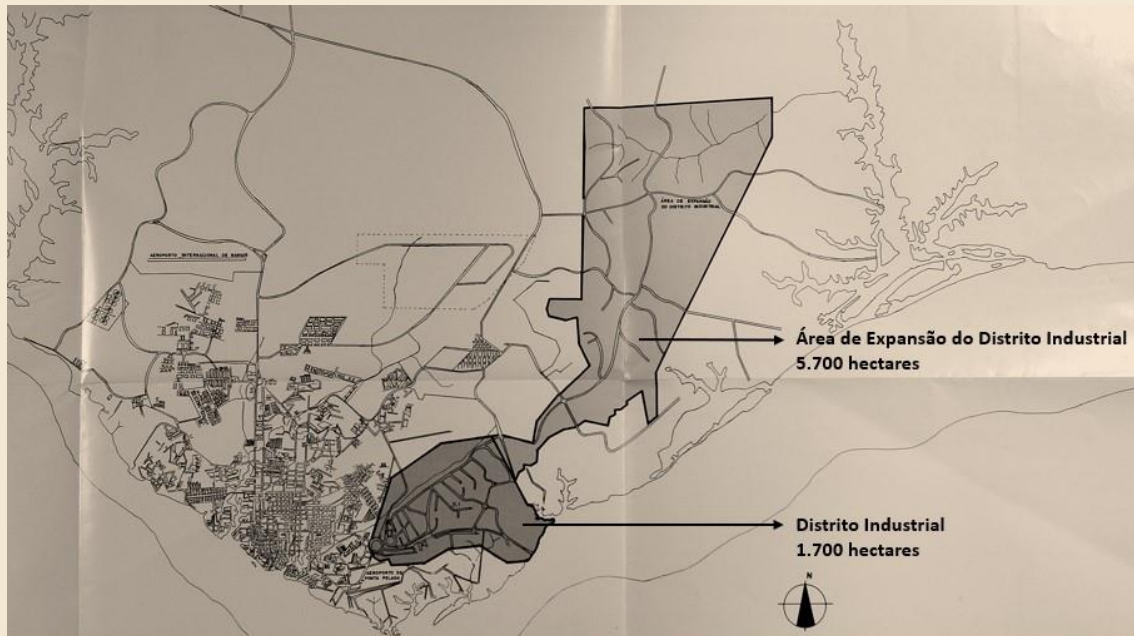 AEROPORTO INTERNACIONAL DE MANAUS
ÁREA DE EXPANSÃO
DO DISTRITO INDUSTRIAL
Área de Expansão do Distrito Industrial
5.700 hectares
Distrito Industrial
1.700 hectares
AEROPORTO DE
PONTA PELADA
N